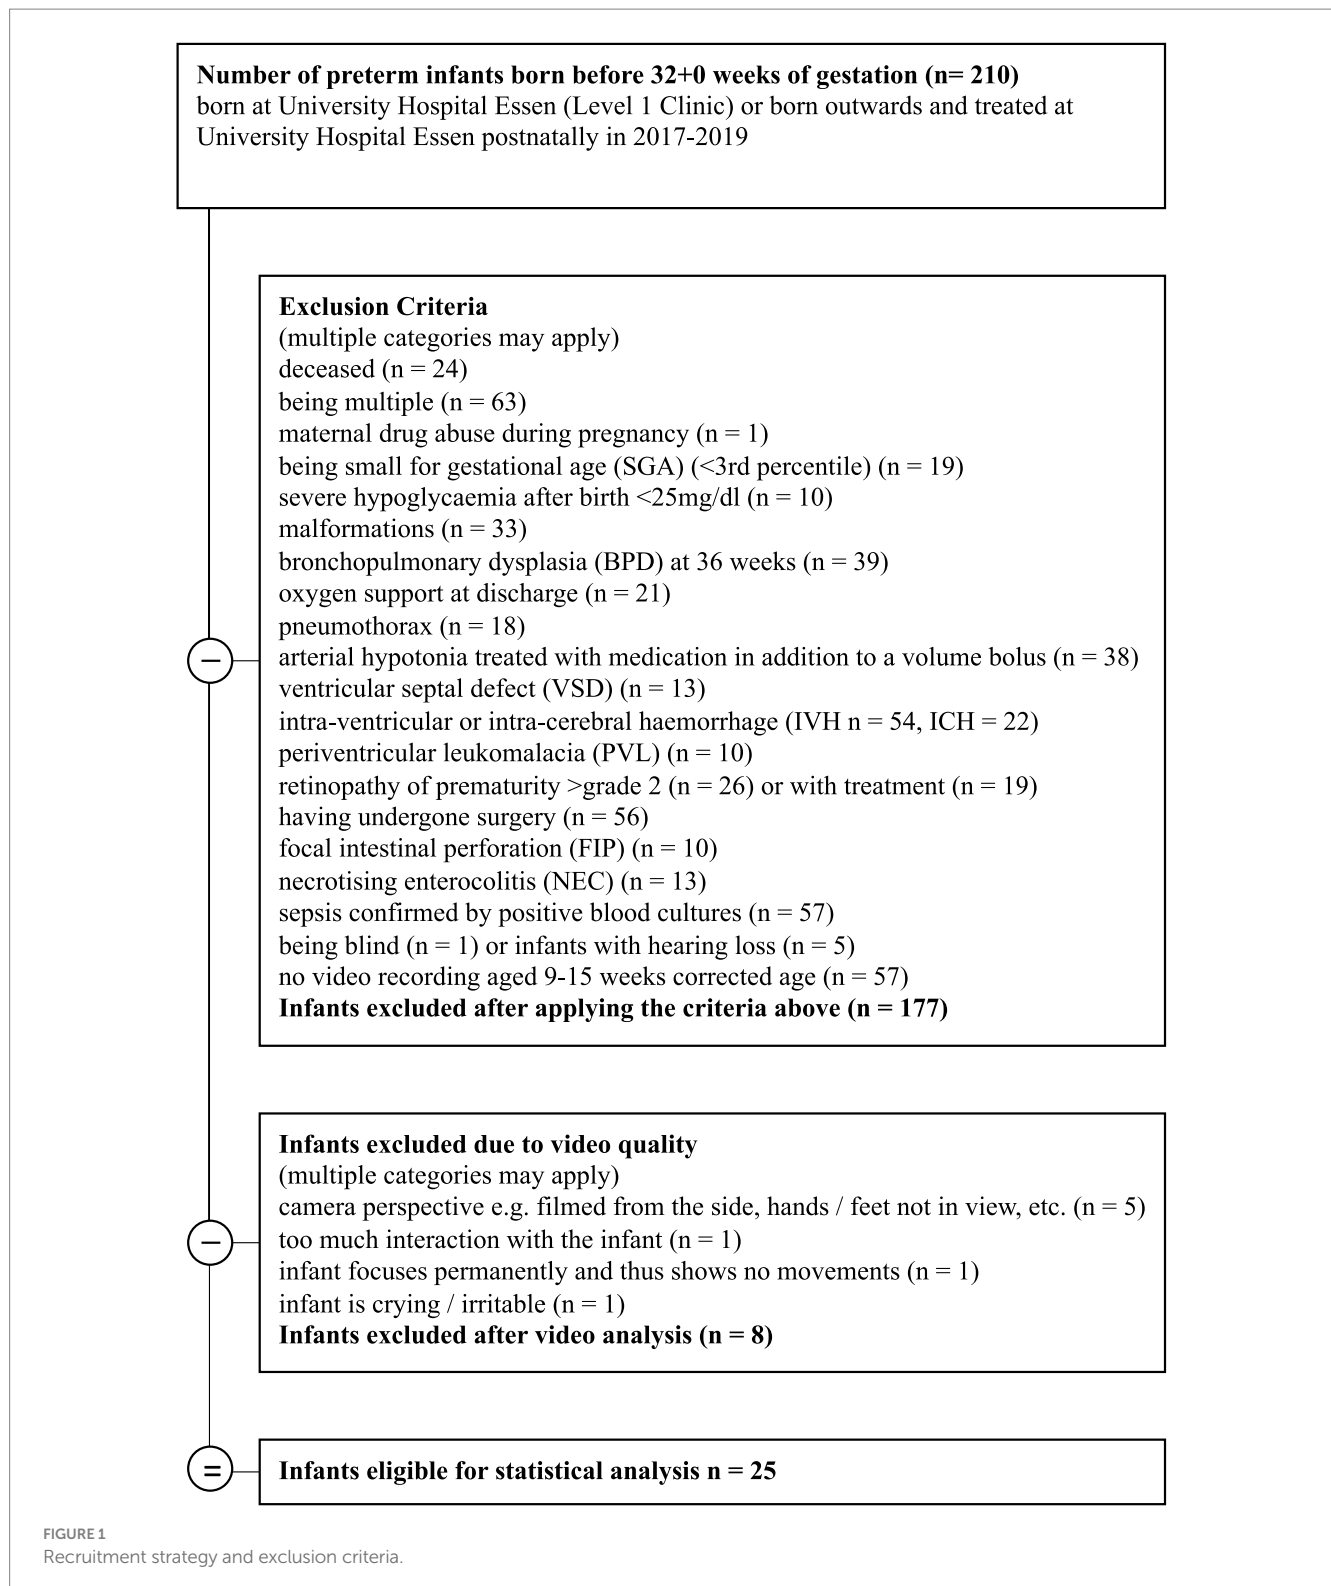 Number of preterm infants born before 32+0 weeks of gestation (n= 210)
born at University Hospital Essen (Level 1 Clinic) or born outwards and treated at
University Hospital Essen postnatally in 2017-2019
Exclusion Criteria
(multiple categories may apply)
deceased (n = 24)
being multiple (n = 63)
maternal drug abuse during pregnancy (n = 1)
being small for gestational age (SGA) (<3rd percentile) (n = 19)
severe hypoglycaemia after birth <25mg/dl (n = 10)
malformations (n = 33)
bronchopulmonary dysplasia (BPD) at 36 weeks (n = 39)
oxygen support at discharge (n = 21)
pneumothorax (n = 18)
arterial hypotonia treated with medication in addition to a volume bolus (n = 38)
ventricular septal defect (VSD) (n = 13)
intra-ventricular or intra-cerebral haemorrhage (IVH n = 54, ICH = 22)
periventricular leukomalacia (PVL) (n = 10)
retinopathy of prematurity >grade 2 (n = 26) or with treatment (n = 19)
having undergone surgery (n = 56)
focal intestinal perforation (FIP) (n = 10)
necrotising enterocolitis (NEC) (n = 13)
sepsis confirmed by positive blood cultures (n = 57)
being blind (n = 1) or infants with hearing loss (n = 5)
no video recording aged 9-15 weeks corrected age (n = 57)
Infants excluded after applying the criteria above (n = 177)
−
Infants excluded due to video quality
(multiple categories may apply)
camera perspective e.g. filmed from the side, hands / feet not in view, etc. (n = 5)
too much interaction with the infant (n = 1)
infant focuses permanently and thus shows no movements (n = 1)
infant is crying / irritable (n = 1)
Infants excluded after video analysis (n = 8)
−
=
Infants eligible for statistical analysis n = 25
FIGURE 1
Recruitment strategy and exclusion criteria.